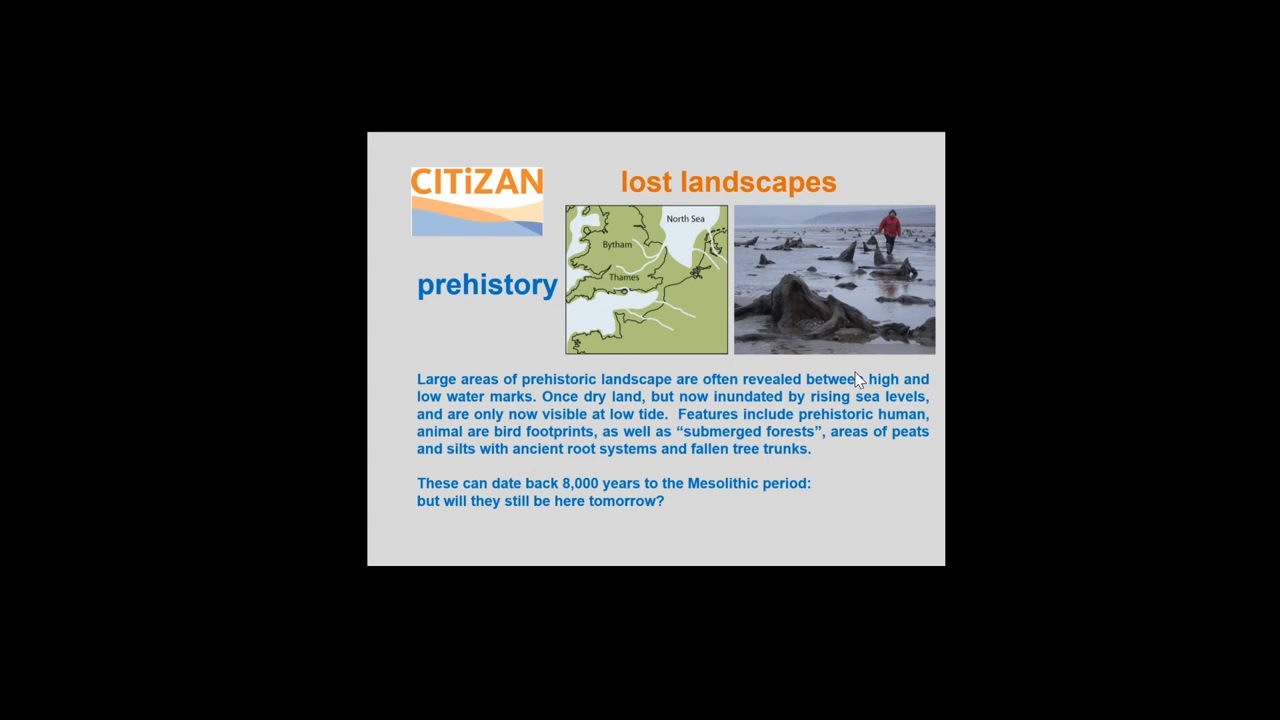 CITiZAN
lost landscapes
North Sea
Bytham
Thames
prehistory
Large areas of prehistoric landscape are often revealed between high and
low water marks. Once dry land, but now inundated by rising sea levels,
and are only now visible at low tide. Features include prehistoric human,
animal are bird footprints, as well as “submerged forests”, areas of peats
and silts with ancient root systems and fallen tree trunks.
These can date back 8,000 years to the Mesolithic period:
but will they still be here tomorrow?